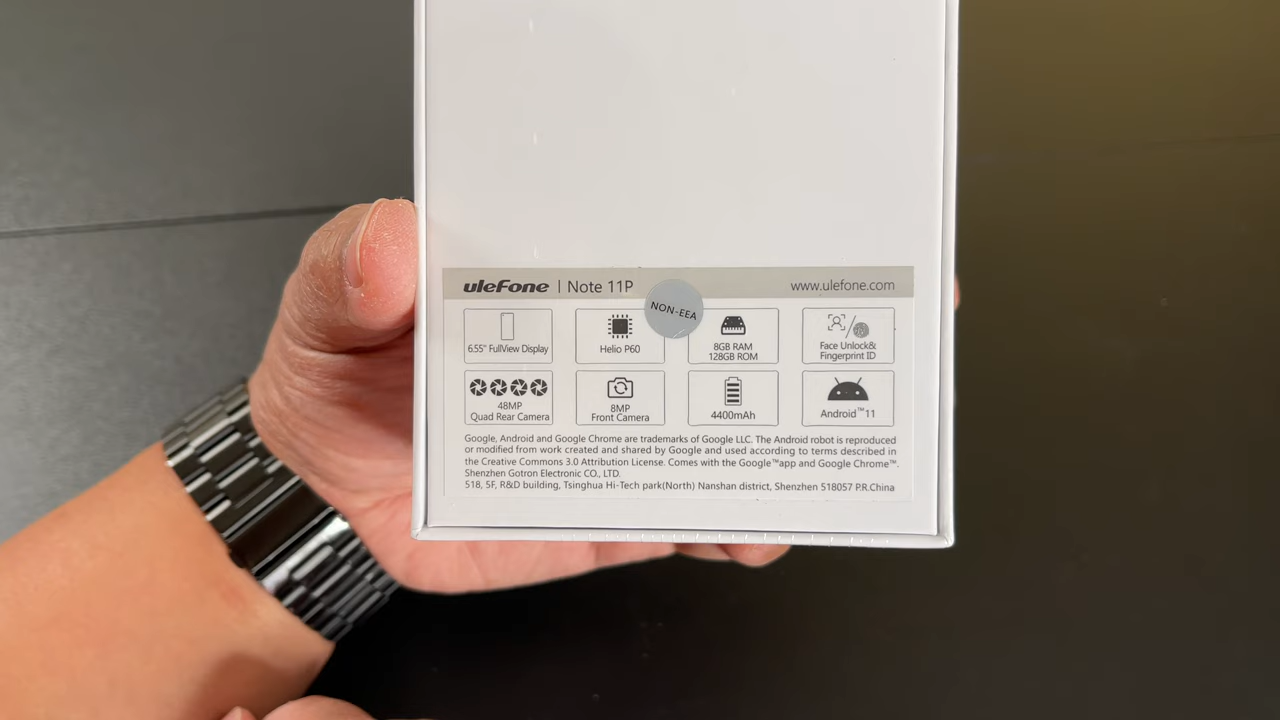 uleFone | Note 11P
www.ulefone.com
NON-EEA
6.55" FullView Display
Helio P60
8GB RAM
128GB ROM
Face Unlock&
Fingerprint ID
48MP
Quad Rear Camera
8MP
Front Camera
4400mAh
Android™11
Google, Android and Google Chrome are trademarks of Google LLC. The Android robot is reproduced
or modified from work created and shared by Google and used according to terms described in
the Creative Commons 3.0 Attribution License. Comes with the Google™app and Google Chrome™.
Shenzhen Gotron Electronic CO., LTD.
518, 5F, R&D building, Tsinghua Hi-Tech park(North) Nanshan district, Shenzhen 518057 P.R.China